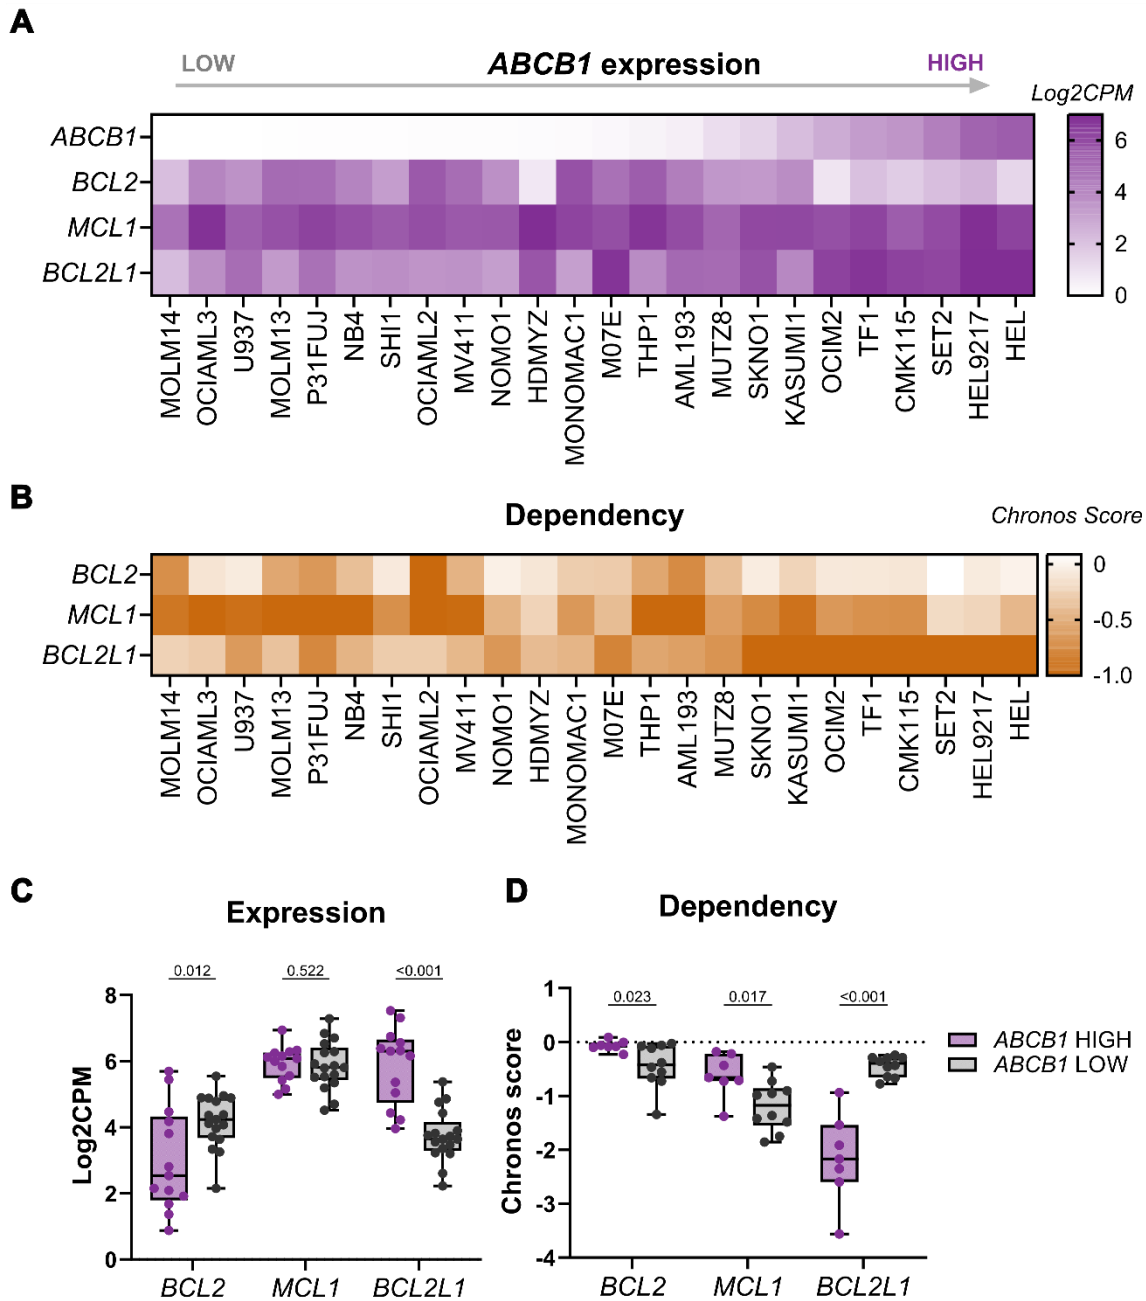 A
LOW
ABCB1 expression
HIGH
Log2CPM
ABCB1
BCL2
MCL1
BCL2L1
6
4
2
0
MOLM14
OCIAML3
U937
MOLM13
P31FUJ
NB4
SHI1
OCIAML2
MV411
NOMO1
HDMYZ
MONOMAC1
M07E
THP1
AML193
MUTZ8
SKNO1
KASUMI1
OCIM2
TF1
CMK115
SET2
HEL9217
HEL
B
Dependency
Chronos Score
BCL2
MCL1
BCL2L1
0
-0.5
-1.0
MOLM14
OCIAML3
U937
MOLM13
P31FUJ
NB4
SHI1
OCIAML2
MV411
NOMO1
HDMYZ
MONOMAC1
M07E
THP1
AML193
MUTZ8
SKNO1
KASUMI1
OCIM2
TF1
CMK115
SET2
HEL9217
HEL
C
Expression
0.012
0.522
<0.001
Log2CPM
8
6
4
2
0
BCL2
MCL1
BCL2L1
D
Dependency
0.023
0.017
<0.001
Chronos score
1
0
-1
-2
-3
-4
BCL2
MCL1
BCL2L1
ABCB1 HIGH
ABCB1 LOW